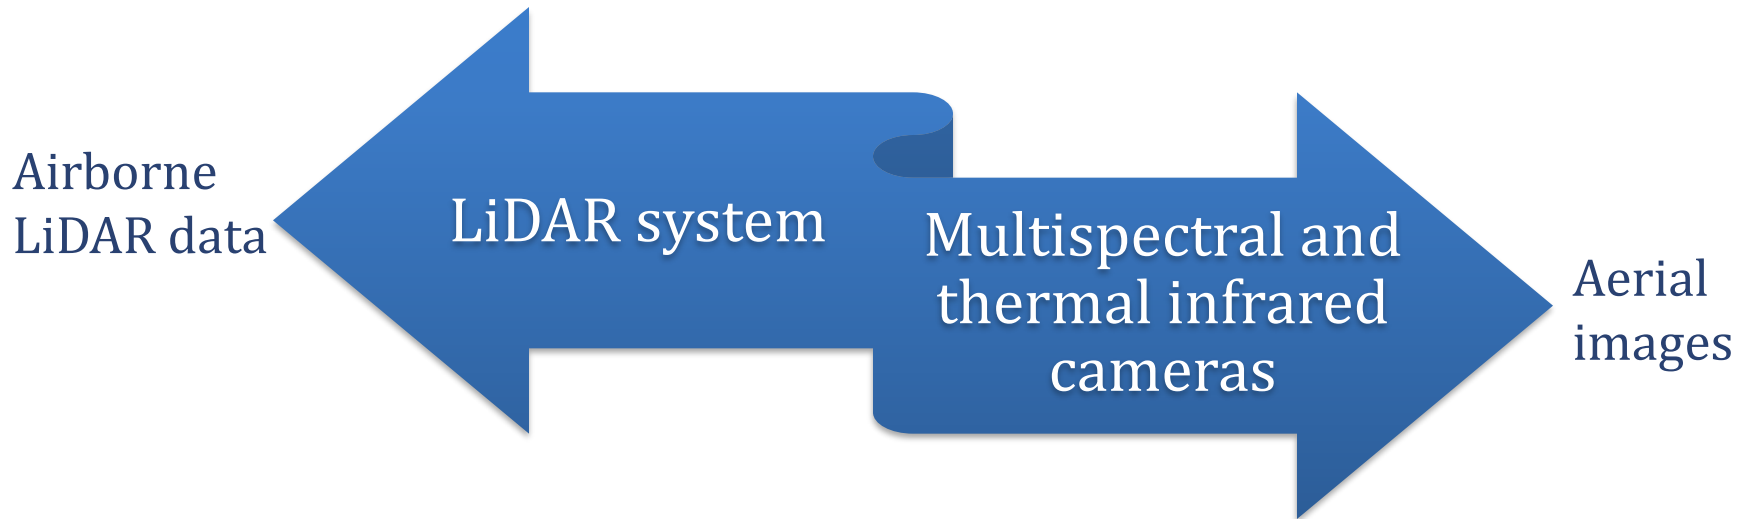 Airborne
LiDAR data
LiDAR system
Multispectral and
thermal infrared
cameras
Aerial
images